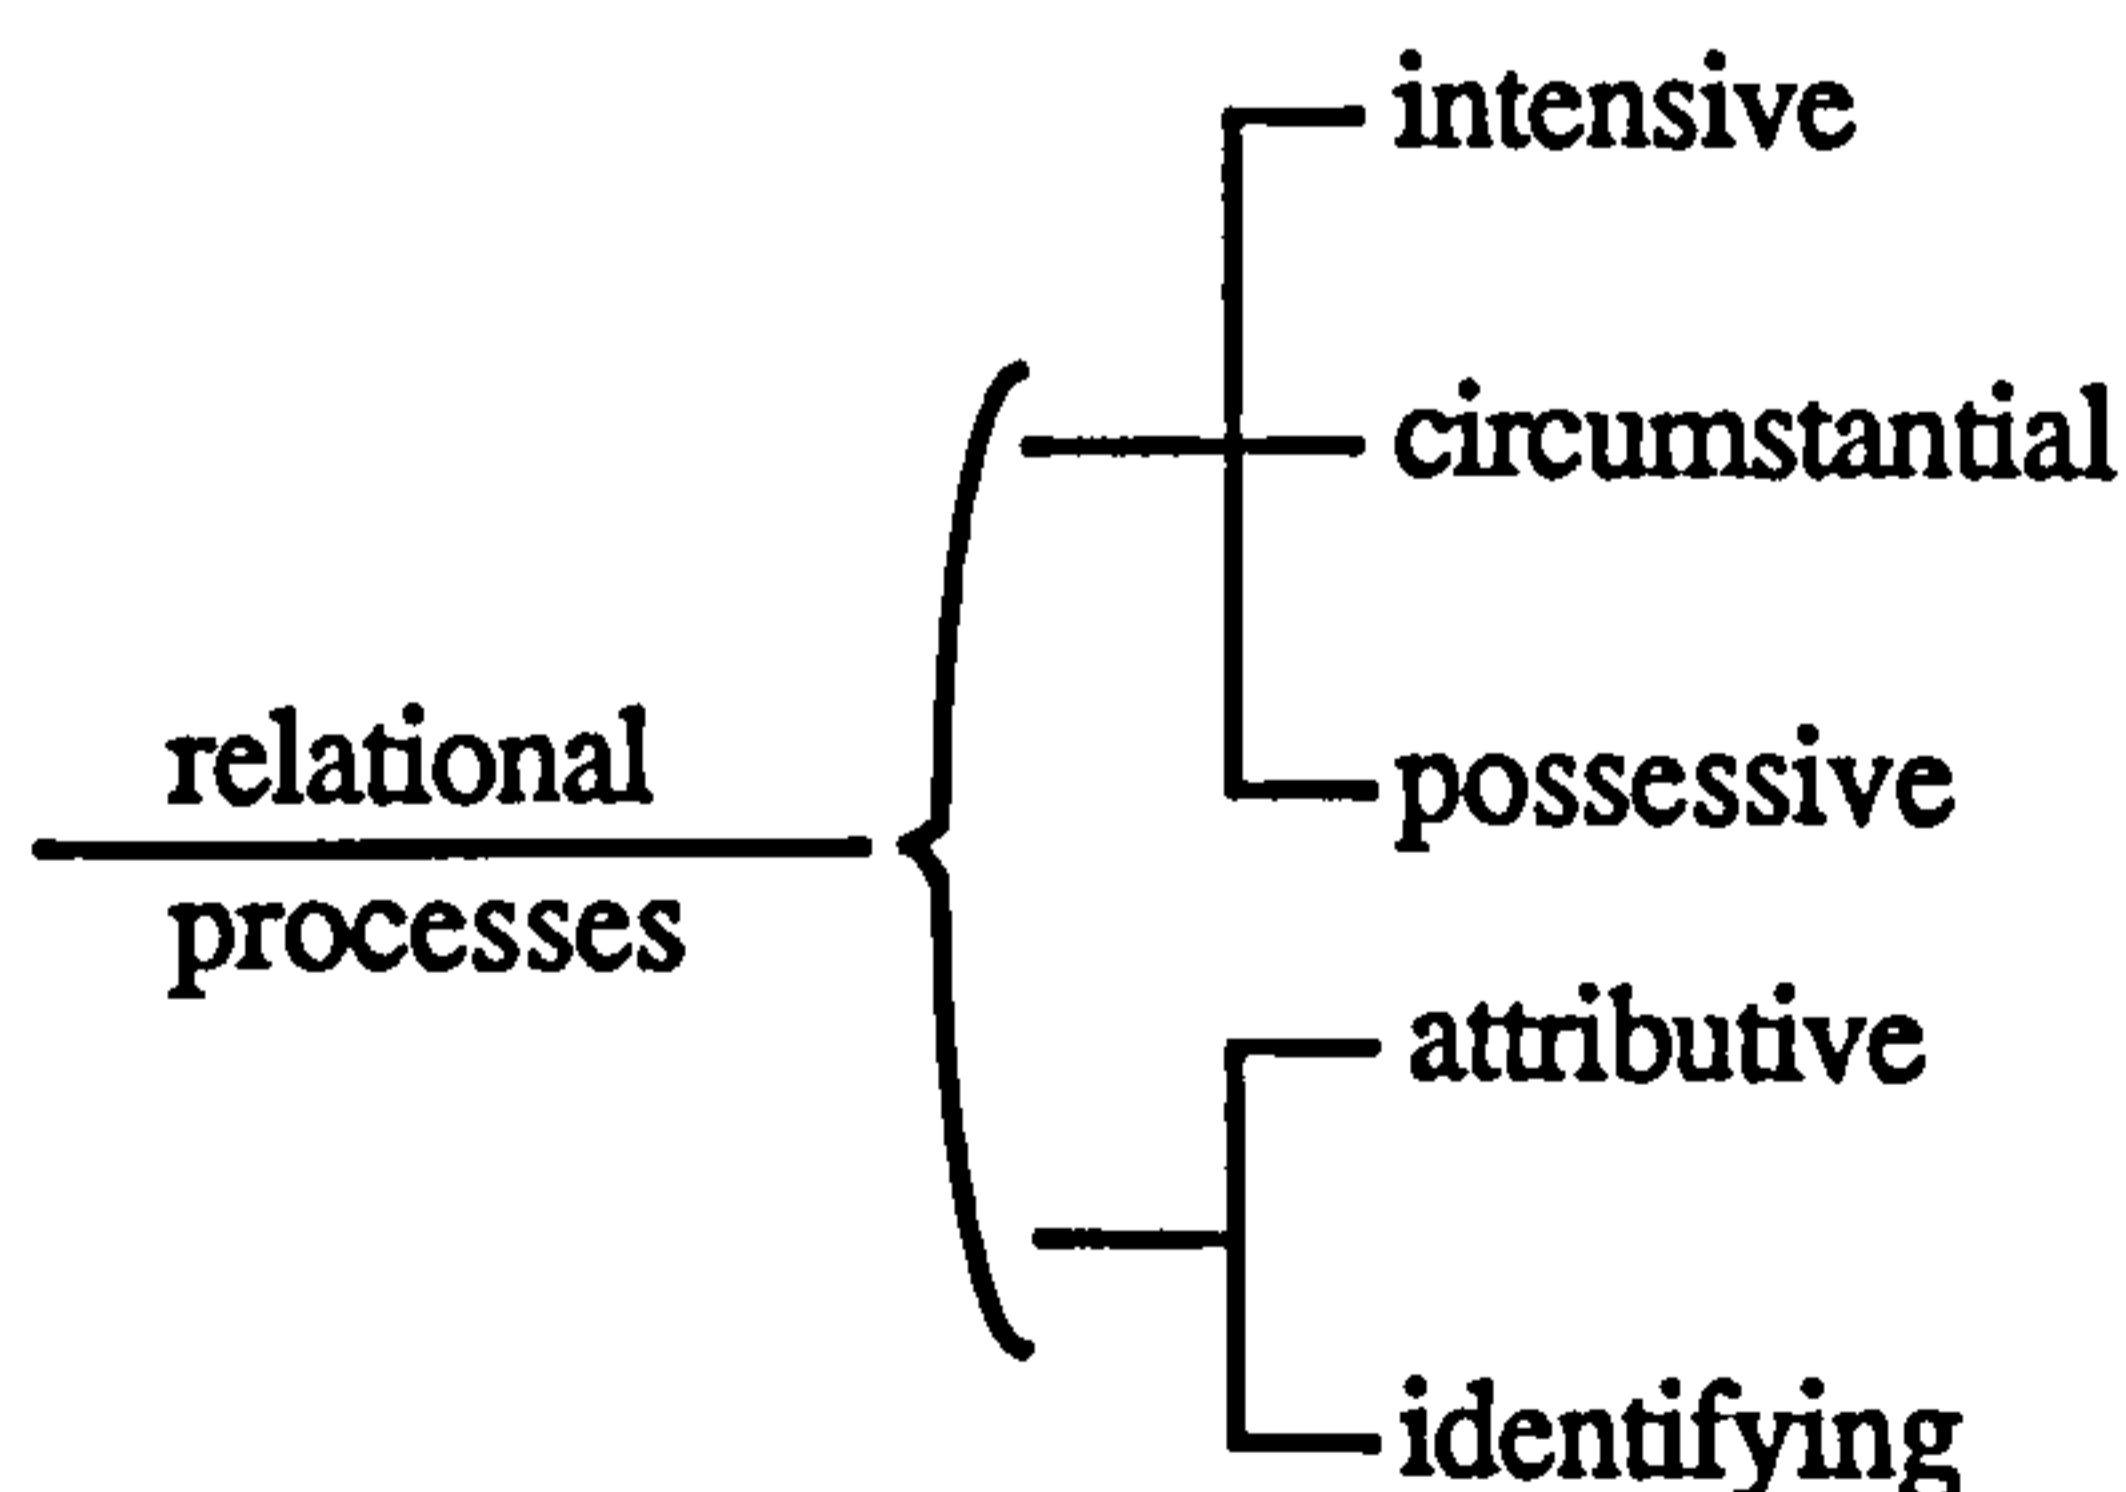 intensive
circumstantial
possessive
relational
processes
attributive
identifying